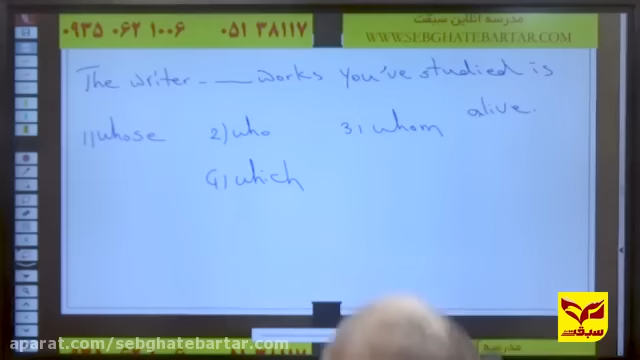 مدرسه آنلاین سبقت
۰۹۳۵ ۰۶۲ ۱۰۰۶ ۰۵۱ ۳۸۱۱۷
WWW.SEBGHATEBARTAR.COM
The writer - — works you've studied is
alive.
1) whose 2) who 3) whom
4) which
سبقت
aparat.com/sebghatebartar.com